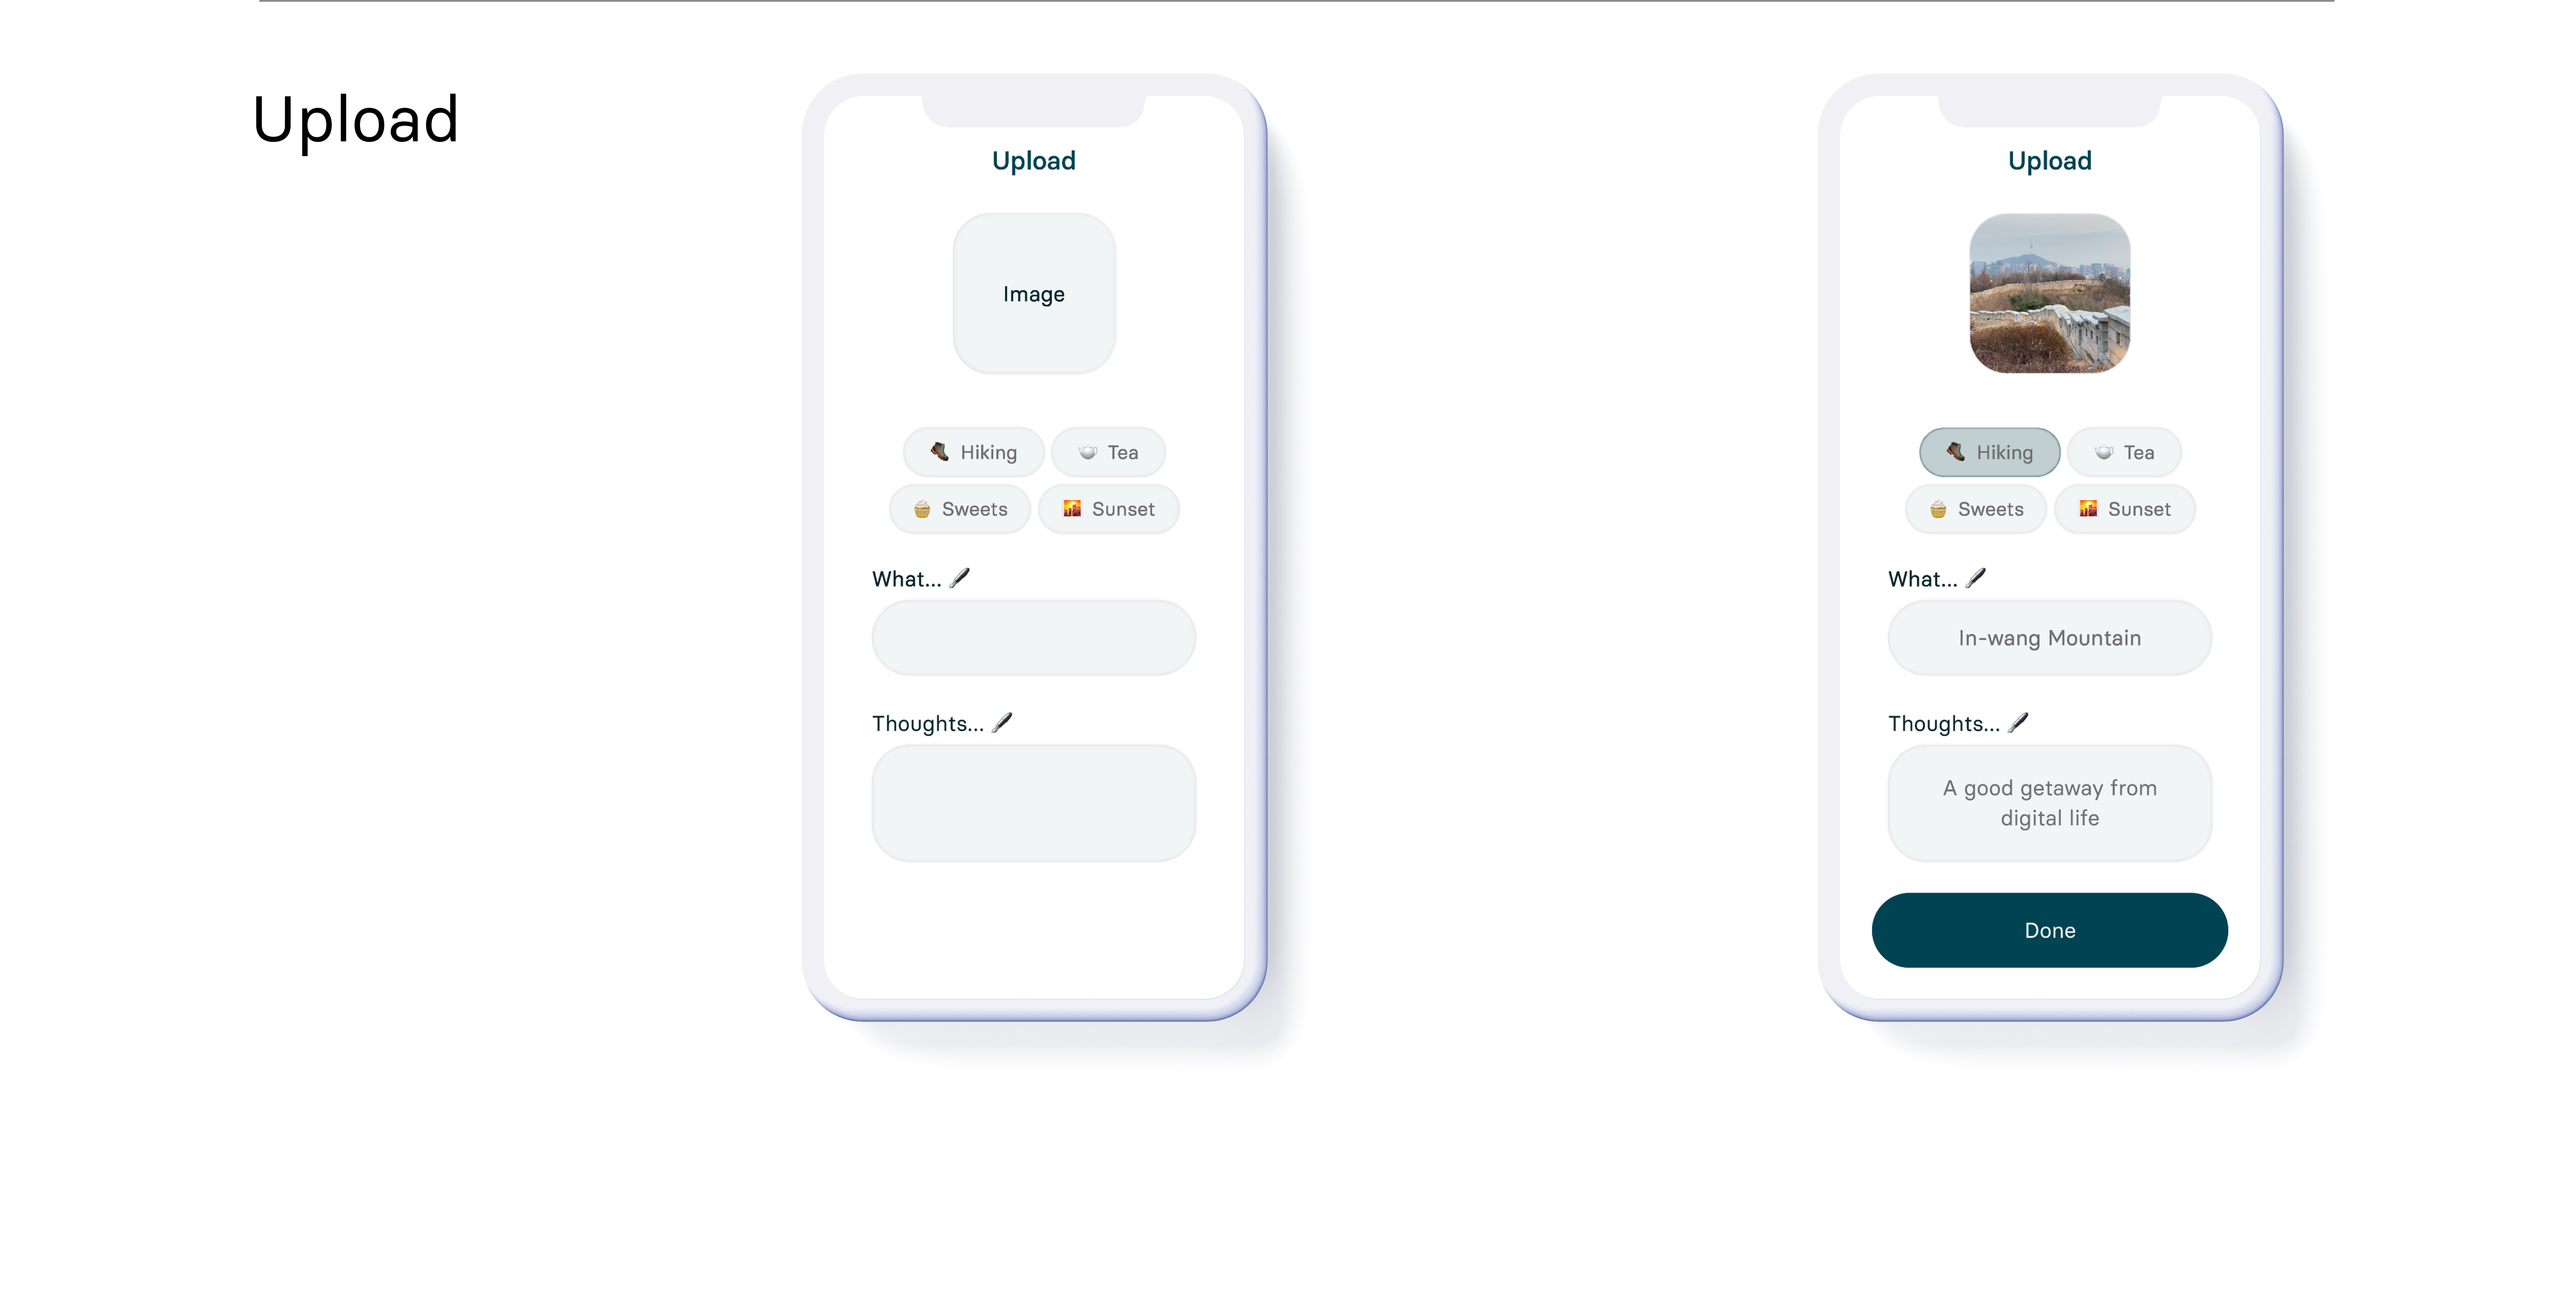 Upload
Upload
Image
Hiking
Tea
Sweets
Sunset
What...
Thoughts...
Upload
Hiking
Tea
Sweets
Sunset
What...
In-wang Mountain
Thoughts...
A good getaway from
digital life
Done